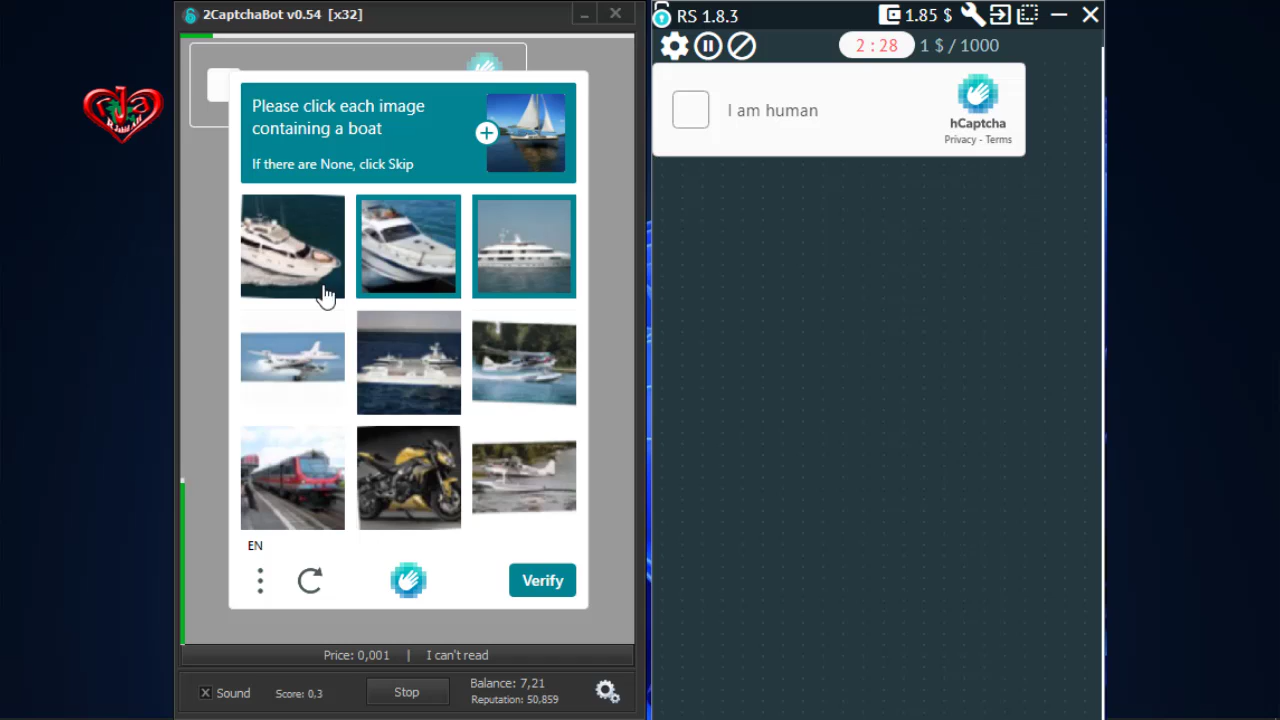 2CaptchaBot v0.54 [x32]
Please click each image
containing a boat
If there are None, click Skip
EN
Verify
Price: 0,001 | I can't read
Sound
Score: 0,3
Stop
Balance: 7,21
Reputation: 50,859
RS 1.8.3
1.85 $
2 : 28
1 $ / 1000
I am human
hCaptcha
Privacy - Terms